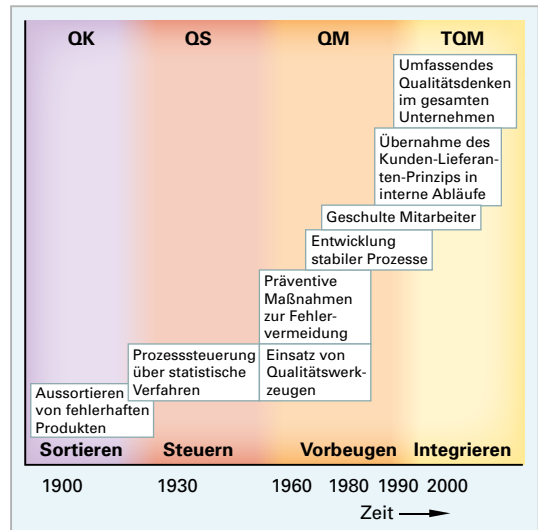 QK QS QM TQM
Umfassendes
Qualitätsdenken
im gesamten
Unternehmen
Übernahme des
Kunden-Lieferan-
ten-Prinzips in
interne Abläufe
Geschulte Mitarbeiter
Entwicklung
stabiler Prozesse
Präventive
Maßnahmen
zur Fehler-
vermeidung
Prozesssteuerung
über statistische
Verfahren
Einsatz von
Qualitätswerk-
zeugen
Aussortieren
von fehlerhaften
Produkten
Sortieren Steuern Vorbeugen Integrieren
1900 1930 1960 1980 1990 2000
Zeit